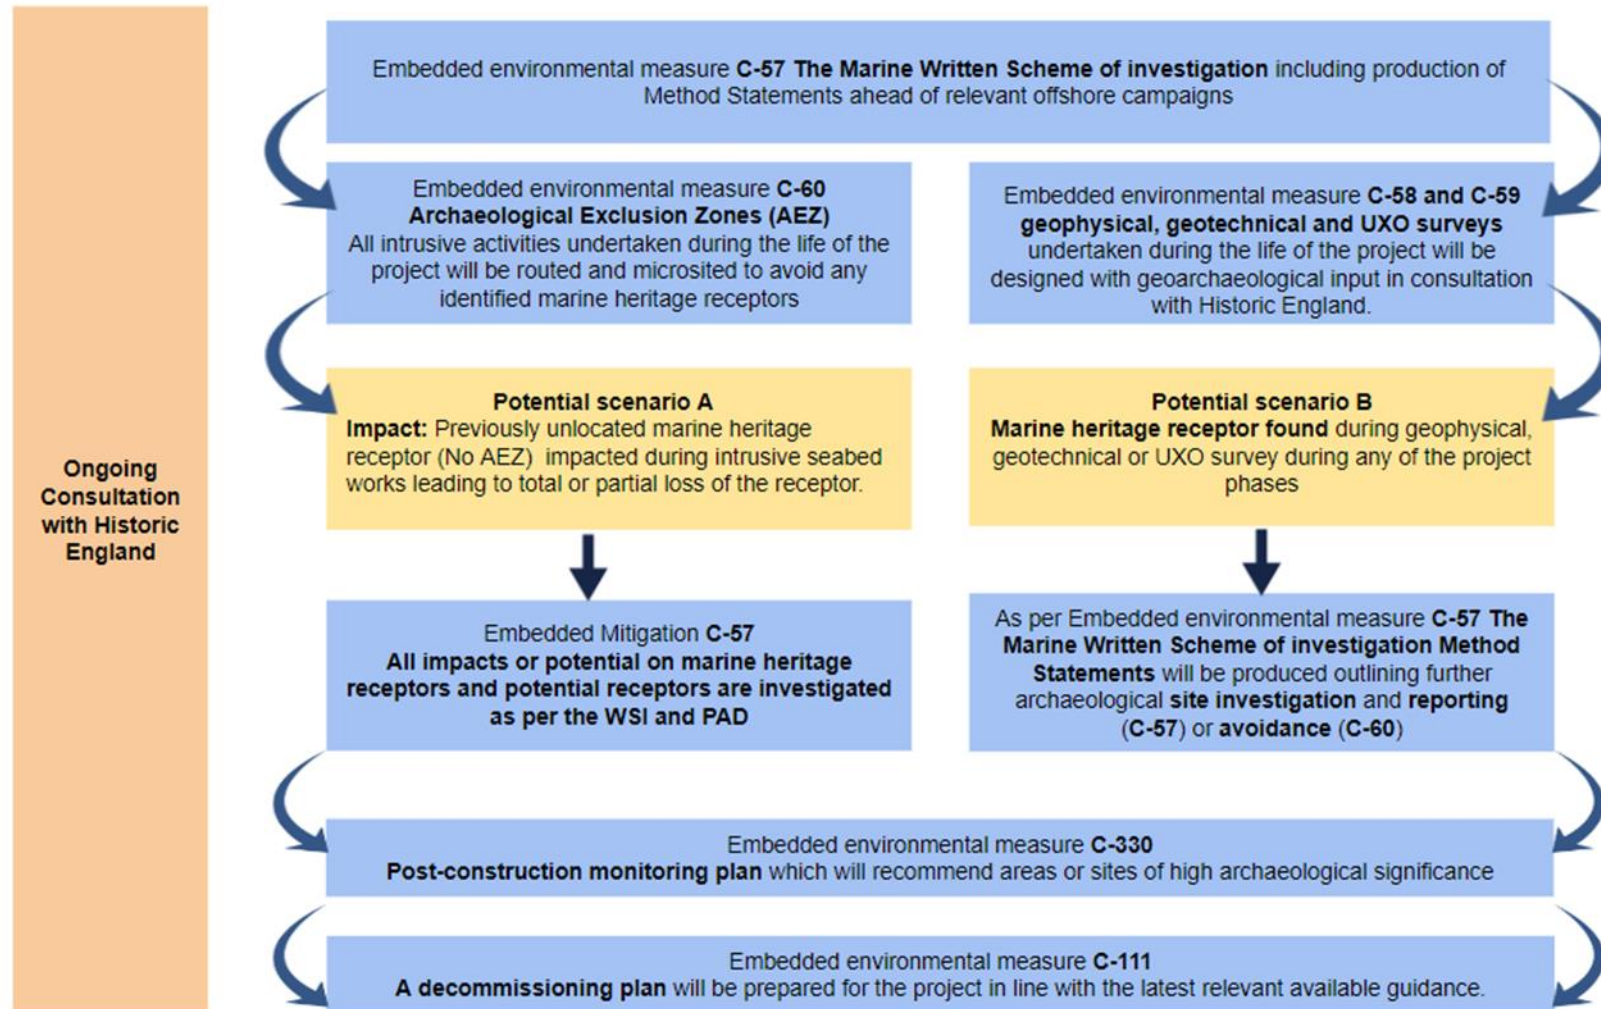 Ongoing
Consultation
with Historic
England
Embedded environmental measure C-57 The Marine Written Scheme of investigation including production of
Method Statements ahead of relevant offshore campaigns
Embedded environmental measure C-60
Archaeological Exclusion Zones (AEZ)
All intrusive activities undertaken during the life of the
project will be routed and microsited to avoid any
identified marine heritage receptors
Embedded environmental measure C-58 and C-59
geophysical, geotechnical and UXO surveys
undertaken during the life of the project will be
designed with geoarchaeological input in consultation
with Historic England.
Potential scenario A
Impact: Previously unlocated marine heritage
receptor (No AEZ) impacted during intrusive seabed
works leading to total or partial loss of the receptor.
Potential scenario B
Marine heritage receptor found during geophysical,
geotechnical or UXO survey during any of the project
phases
Embedded Mitigation C-57
All impacts or potential on marine heritage
receptors and potential receptors are investigated
as per the WSI and PAD
As per Embedded environmental measure C-57 The
Marine Written Scheme of investigation Method
Statements will be produced outlining further
archaeological site investigation and reporting
(C-57) or avoidance (C-60)
Embedded environmental measure C-330
Post-construction monitoring plan which will recommend areas or sites of high archaeological significance
Embedded environmental measure C-111
A decommissioning plan will be prepared for the project in line with the latest relevant available guidance.